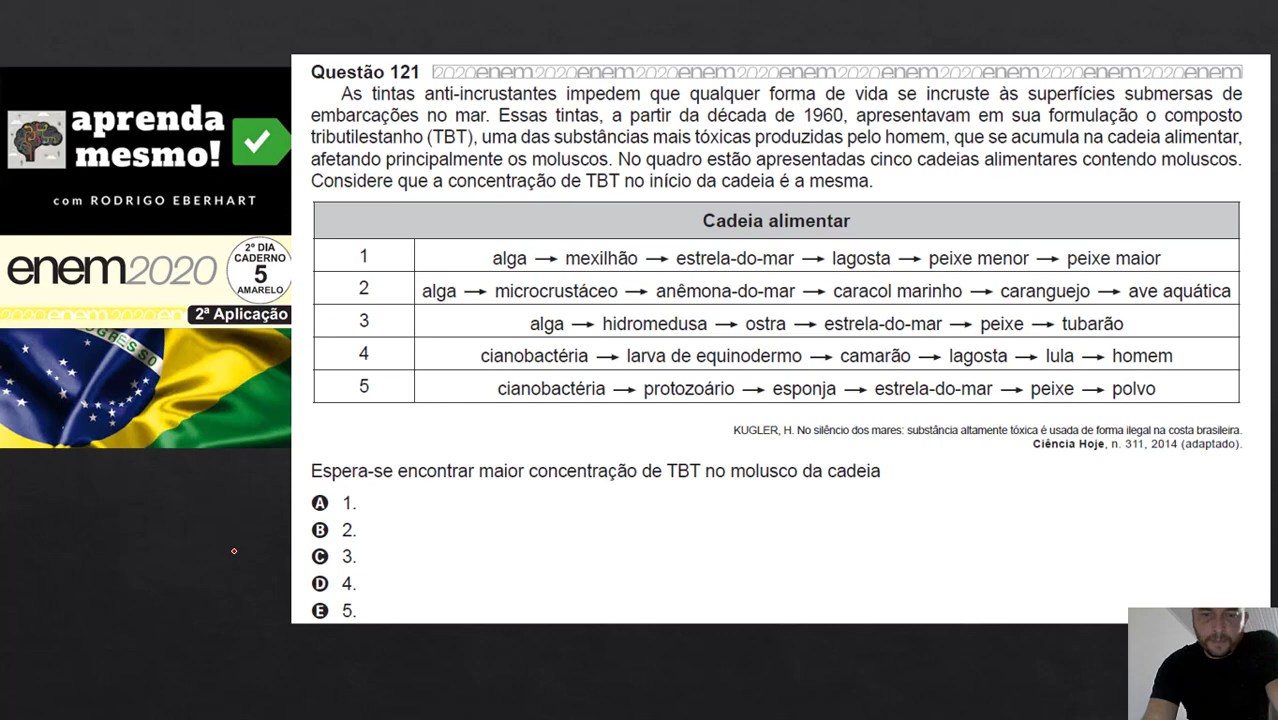 aprenda
mesmo!
com RODRIGO EBERHART
enem2020
2º DIA
CADERNO
5
AMARELO
2ª Aplicação
Questão 121
2020enem2020enem2020enem2020enem2020enem2020enem2020enem2020enem
As tintas anti-incrustantes impedem que qualquer forma de vida se incruste às superfícies submersas de
embarcações no mar. Essas tintas, a partir da década de 1960, apresentavam em sua formulação o composto
tributilestanho (TBT), uma das substâncias mais tóxicas produzidas pelo homem, que se acumula na cadeia alimentar,
afetando principalmente os moluscos. No quadro estão apresentadas cinco cadeias alimentares contendo moluscos.
Considere que a concentração de TBT no início da cadeia é a mesma.
Cadeia alimentar
1 alga → mexilhão → estrela-do-mar → lagosta → peixe menor → peixe maior
2 alga → microcrustáceo → anêmona-do-mar → caracol marinho → caranguejo → ave aquática
3 alga → hidromedusa → ostra → estrela-do-mar → peixe → tubarão
4 cianobactéria → larva de equinodermo → camarão → lagosta → lula → homem
5 cianobactéria → protozoário → esponja → estrela-do-mar → peixe → polvo
KUGLER, H. No silêncio dos mares: substância altamente tóxica é usada de forma ilegal na costa brasileira.
Ciência Hoje, n. 311, 2014 (adaptado).
Espera-se encontrar maior concentração de TBT no molusco da cadeia
A 1.
B 2.
C 3.
D 4.
E 5.